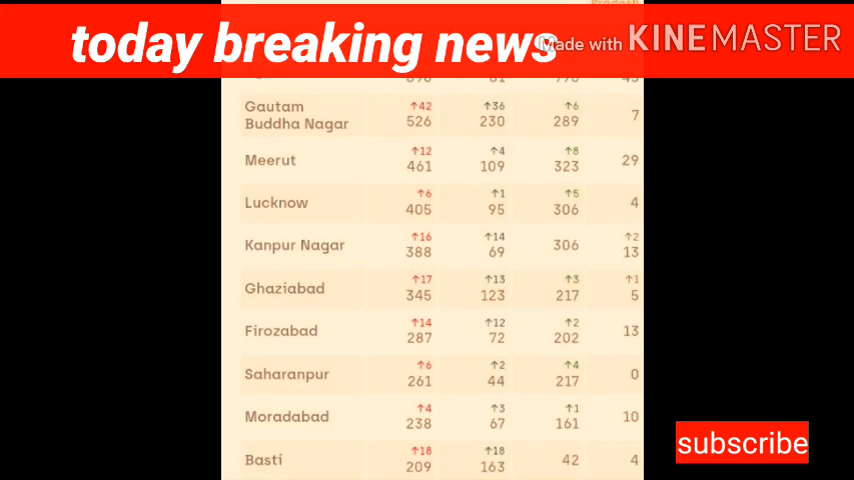 Pradesh
today breaking news
Made with KINEMASTER
Gautam ↑42 ↑36 ↑6
Buddha Nagar 526 230 289 7
↑12 ↑4 ↑8
Meerut 461 109 323 29
↑6 ↑1 ↑5
Lucknow 405 95 306 4
↑16 ↑14 ↑2
Kanpur Nagar 388 69 306 13
↑17 ↑13 ↑3 ↑1
Ghaziabad 345 123 217 5
↑14 ↑12 ↑2
Firozabad 287 72 202 13
↑6 ↑2 ↑4
Saharanpur 261 44 217 0
↑4 ↑3 ↑1
Moradabad 238 67 161 10
↑18 ↑18
Basti 209 163 42 4
subscribe